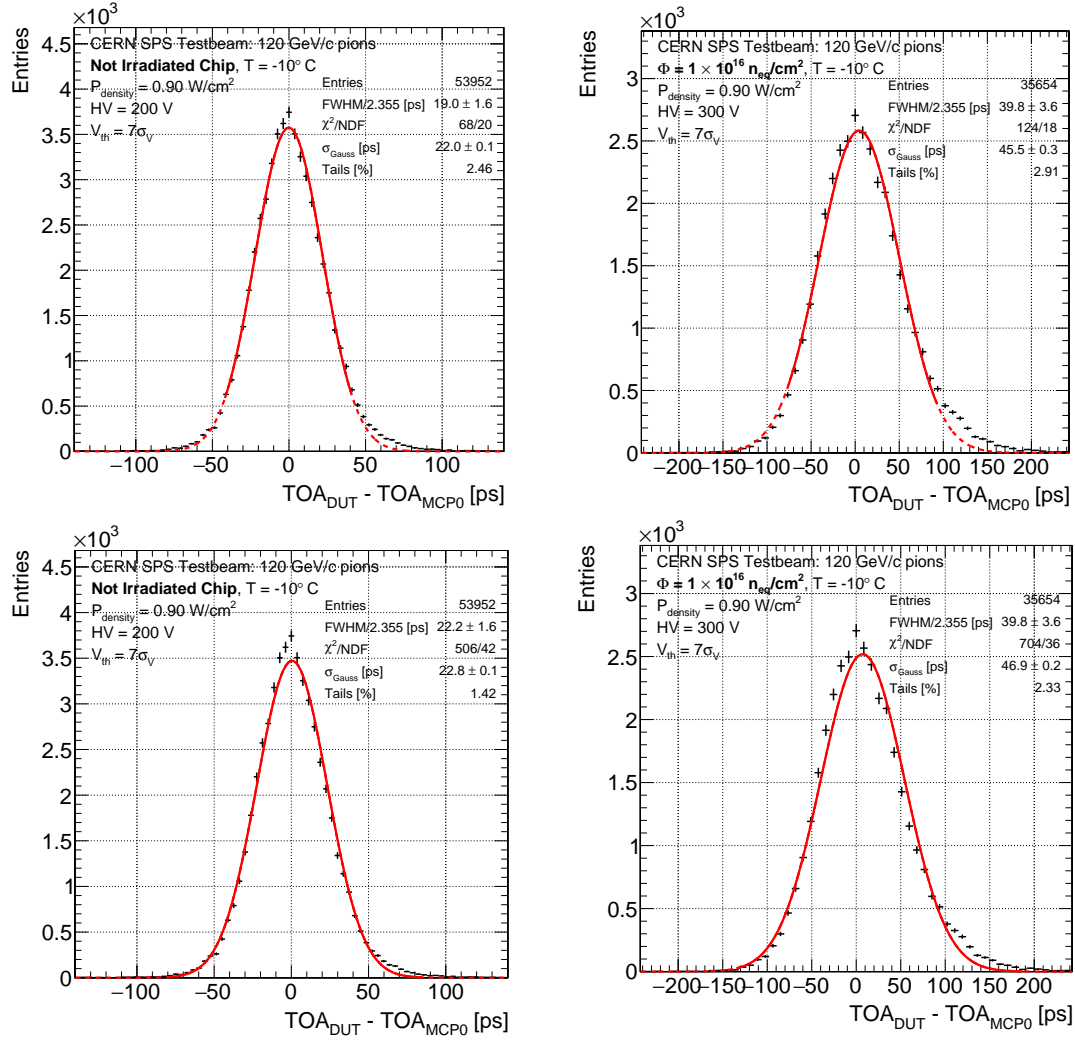 ×10³
Entries
4.5
4
3.5
3
2.5
2
1.5
1
0.5
0
CERN SPS Testbeam: 120 GeV/c pions
Not Irradiated Chip, T = -10° C
P_density = 0.90 W/cm²
HV = 200 V
V_th = 7σ_V
Entries 53952
FWHM/2.355 [ps] 19.0 ± 1.6
χ²/NDF 68/20
σ_Gauss [ps] 22.0 ± 0.1
Tails [%] 2.46
−100 −50 0 50 100
TOA_DUT - TOA_MCP0 [ps]
×10³
Entries
3
2.5
2
1.5
1
0.5
0
CERN SPS Testbeam: 120 GeV/c pions
Φ = 1 × 10¹⁶ n_eq/cm², T = -10° C
P_density = 0.90 W/cm²
HV = 300 V
V_th = 7σ_V
Entries 35654
FWHM/2.355 [ps] 39.8 ± 3.6
χ²/NDF 124/18
σ_Gauss [ps] 45.5 ± 0.3
Tails [%] 2.91
−200 −150 −100 −50 0 50 100 150 200
TOA_DUT - TOA_MCP0 [ps]
×10³
Entries
4.5
4
3.5
3
2.5
2
1.5
1
0.5
0
CERN SPS Testbeam: 120 GeV/c pions
Not Irradiated Chip, T = -10° C
P_density = 0.90 W/cm²
HV = 200 V
V_th = 7σ_V
Entries 53952
FWHM/2.355 [ps] 22.2 ± 1.6
χ²/NDF 506/42
σ_Gauss [ps] 22.8 ± 0.1
Tails [%] 1.42
−100 −50 0 50 100
TOA_DUT - TOA_MCP0 [ps]
×10³
Entries
3
2.5
2
1.5
1
0.5
0
CERN SPS Testbeam: 120 GeV/c pions
Φ = 1 × 10¹⁶ n_eq/cm², T = -10° C
P_density = 0.90 W/cm²
HV = 300 V
V_th = 7σ_V
Entries 35654
FWHM/2.355 [ps] 39.8 ± 3.6
χ²/NDF 704/36
σ_Gauss [ps] 46.9 ± 0.2
Tails [%] 2.33
−200 −150 −100 −50 0 50 100 150 200
TOA_DUT - TOA_MCP0 [ps]